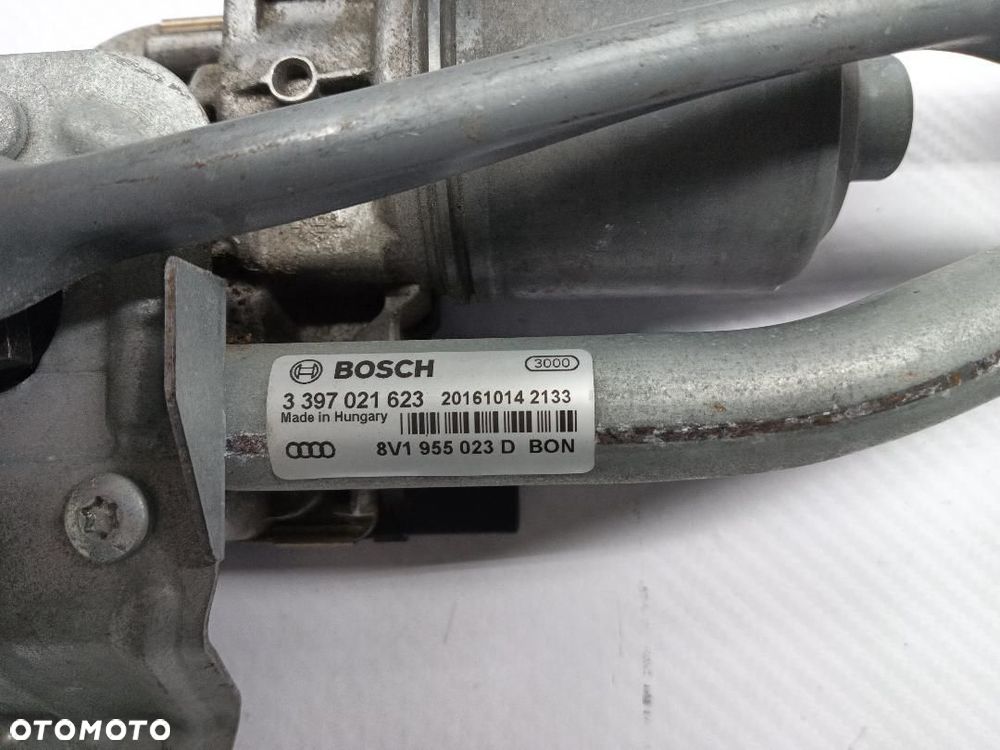 BOSCH 3000
3 397 021 623 20161014 2133
Made in Hungary
8V1 955 023 D BON
OTOMOTO